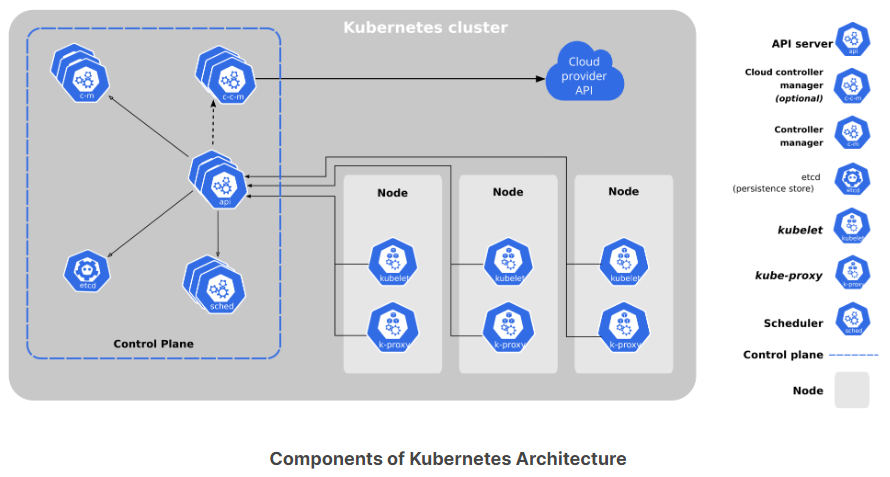 Kubernetes cluster
c-m
c-c-m
Cloud
provider
API
api
etcd
sched
Control Plane
Node
Node
Node
kubelet
kubelet
kubelet
k-proxy
k-proxy
k-proxy
API server
api
Cloud controller
manager
(optional)
c-c-m
Controller
manager
c-m
etcd
(persistence store)
etcd
kubelet
kubelet
kube-proxy
k-proxy
Scheduler
sched
Control plane
Node
Components of Kubernetes Architecture